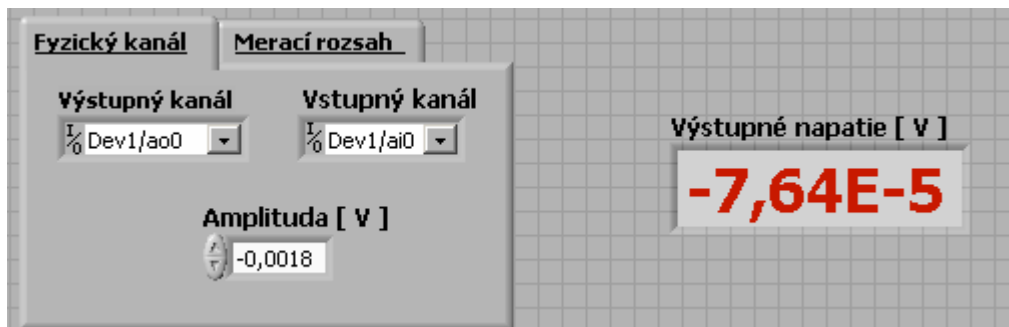 Fyzický kanál
Merací rozsah
Výstupný kanál
Vstupný kanál
I/O Dev1/ao0
I/O Dev1/ai0
Amplituda [ V ]
-0,0018
Výstupné napatie [ V ]
-7,64E-5